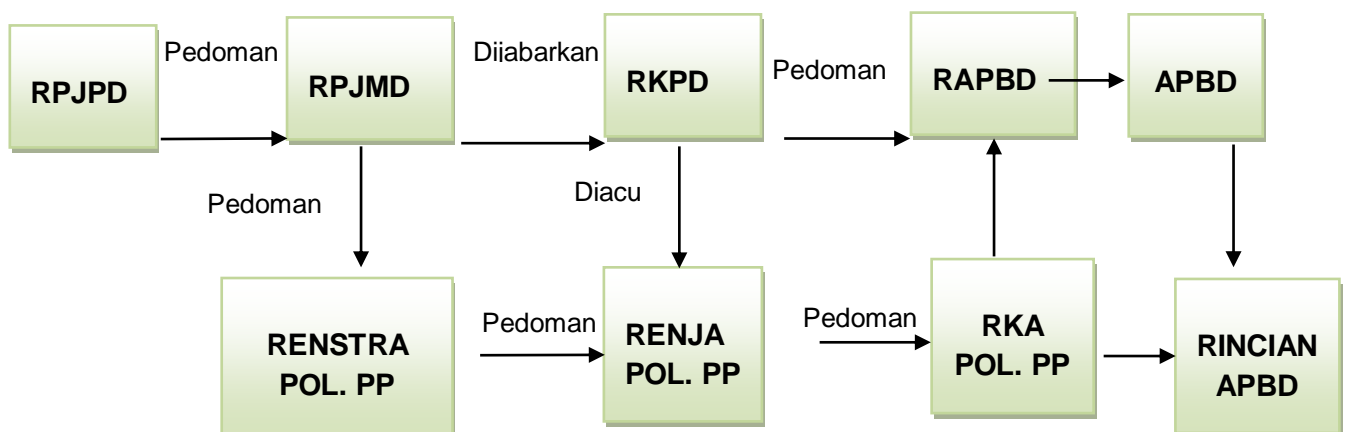 Pedoman
Dijabarkan
Pedoman
RPJPD
RPJMD
RKPD
RAPBD
APBD
Pedoman
Diacu
Pedoman
Pedoman
RENSTRA
POL. PP
RENJA
POL. PP
RKA
POL. PP
RINCIAN
APBD